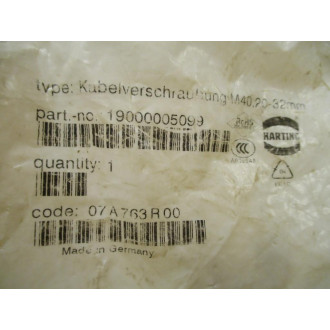 type: Kabelverschraubung M40,20-32mm
part.-no.: 19000005099
HARTING
quantity: 1
code: 07A763R00
Made in Germany